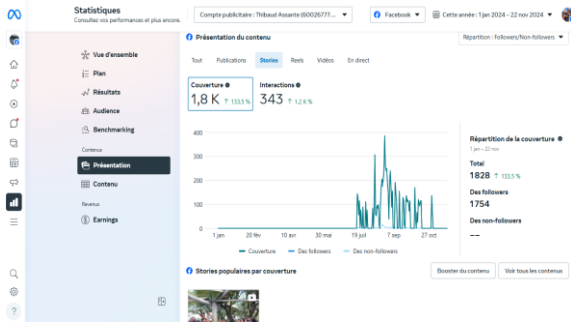 Statistiques
Consultez vos performances et plus encore.
Compte publicitaire : Thibaud Assante (60026777...
Facebook
Cette année : 1 jan 2024 - 22 nov 2024
Présentation du contenu
Répartition : Followers/Non-followers
Vue d'ensemble
Plan
Résultats
Audience
Benchmarking
Contenus
Présentation
Contenu
Revenus
Earnings
Tout Publications Stories Reels Vidéos En direct
Couverture
1,8 K ↑ 133,5 %
Interactions
343 ↑ 1,2 K %
400
300
200
100
0
1 jan 20 fév 10 avr 30 mai 19 juil 7 sep 27 oct
Couverture Des followers Des non-followers
Répartition de la couverture
1 jan – 22 nov
Total
1828 ↑ 133,5 %
Des followers
1754
Des non-followers
--
Stories populaires par couverture
Booster du contenu
Voir tous les contenus